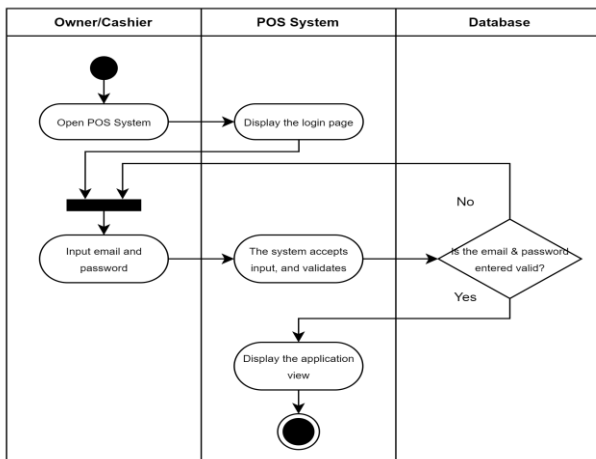 Owner/Cashier
POS System
Database
Open POS System
Display the login page
No
Input email and
password
The system accepts
input, and validates
Is the email & password
entered valid?
Yes
Display the application
view